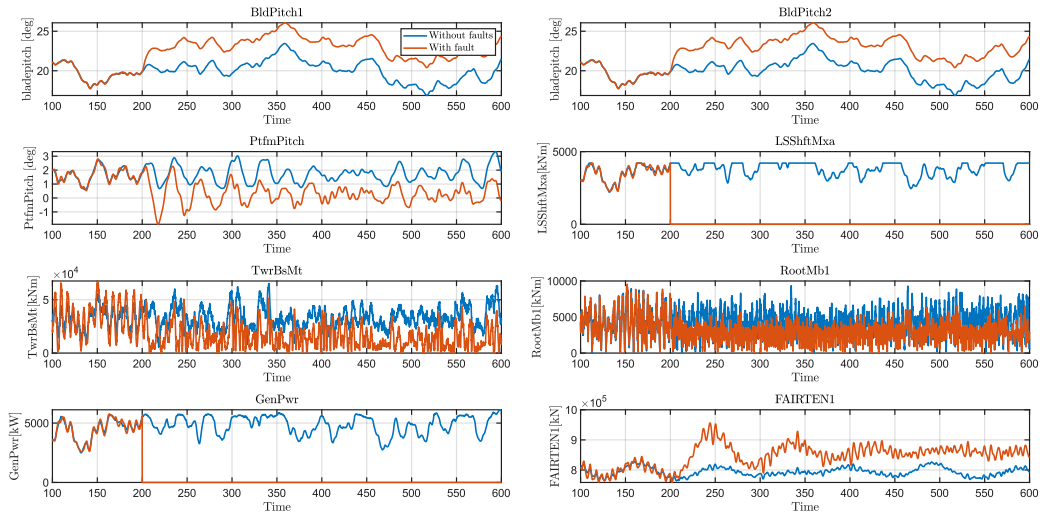 BldPitch1
bladepitch [deg]
25
20
Without faults
With fault
100 150 200 250 300 350 400 450 500 550 600
Time
BldPitch2
bladepitch [deg]
25
20
100 150 200 250 300 350 400 450 500 550 600
Time
PtfmPitch
PtfmPitch [deg]
3
2
1
0
-1
100 150 200 250 300 350 400 450 500 550 600
Time
LSShftMxa
LSShftMxa[kNm]
5000
0
100 150 200 250 300 350 400 450 500 550 600
Time
TwrBsMt
×10⁴
TwrBsMt[kNm]
5
0
100 150 200 250 300 350 400 450 500 550 600
Time
RootMb1
RootMb1[kNm]
10000
5000
0
100 150 200 250 300 350 400 450 500 550 600
Time
GenPwr
GenPwr[kW]
5000
0
100 150 200 250 300 350 400 450 500 550 600
Time
FAIRTEN1
×10⁵
FAIRTEN1[kN]
10
9
8
100 150 200 250 300 350 400 450 500 550 600
Time